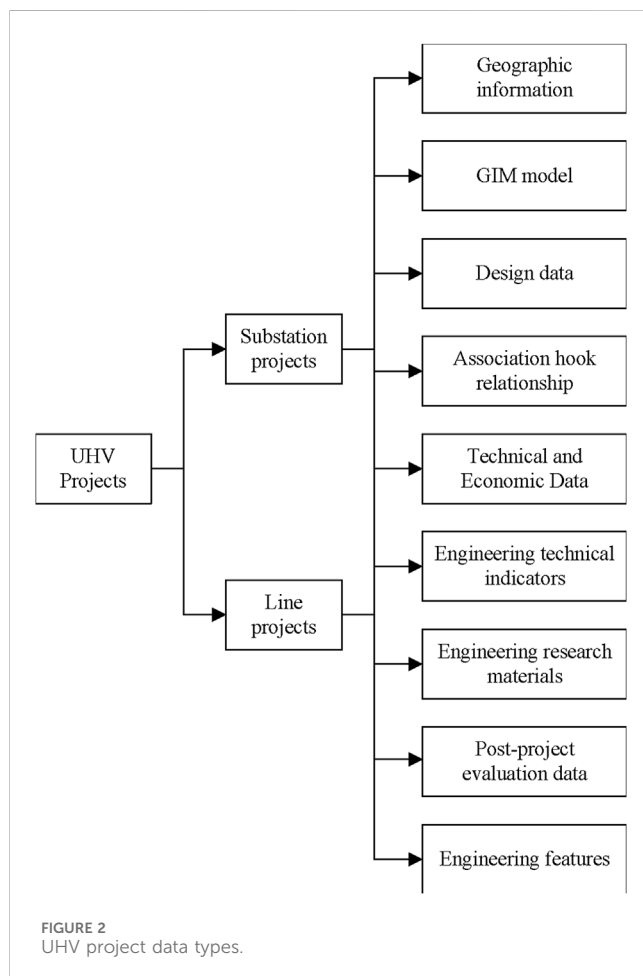 UHV
Projects
Substation
projects
Line
projects
Geographic
information
GIM model
Design data
Association hook
relationship
Technical and
Economic Data
Engineering technical
indicators
Engineering research
materials
Post-project
evaluation data
Engineering features
FIGURE 2
UHV project data types.